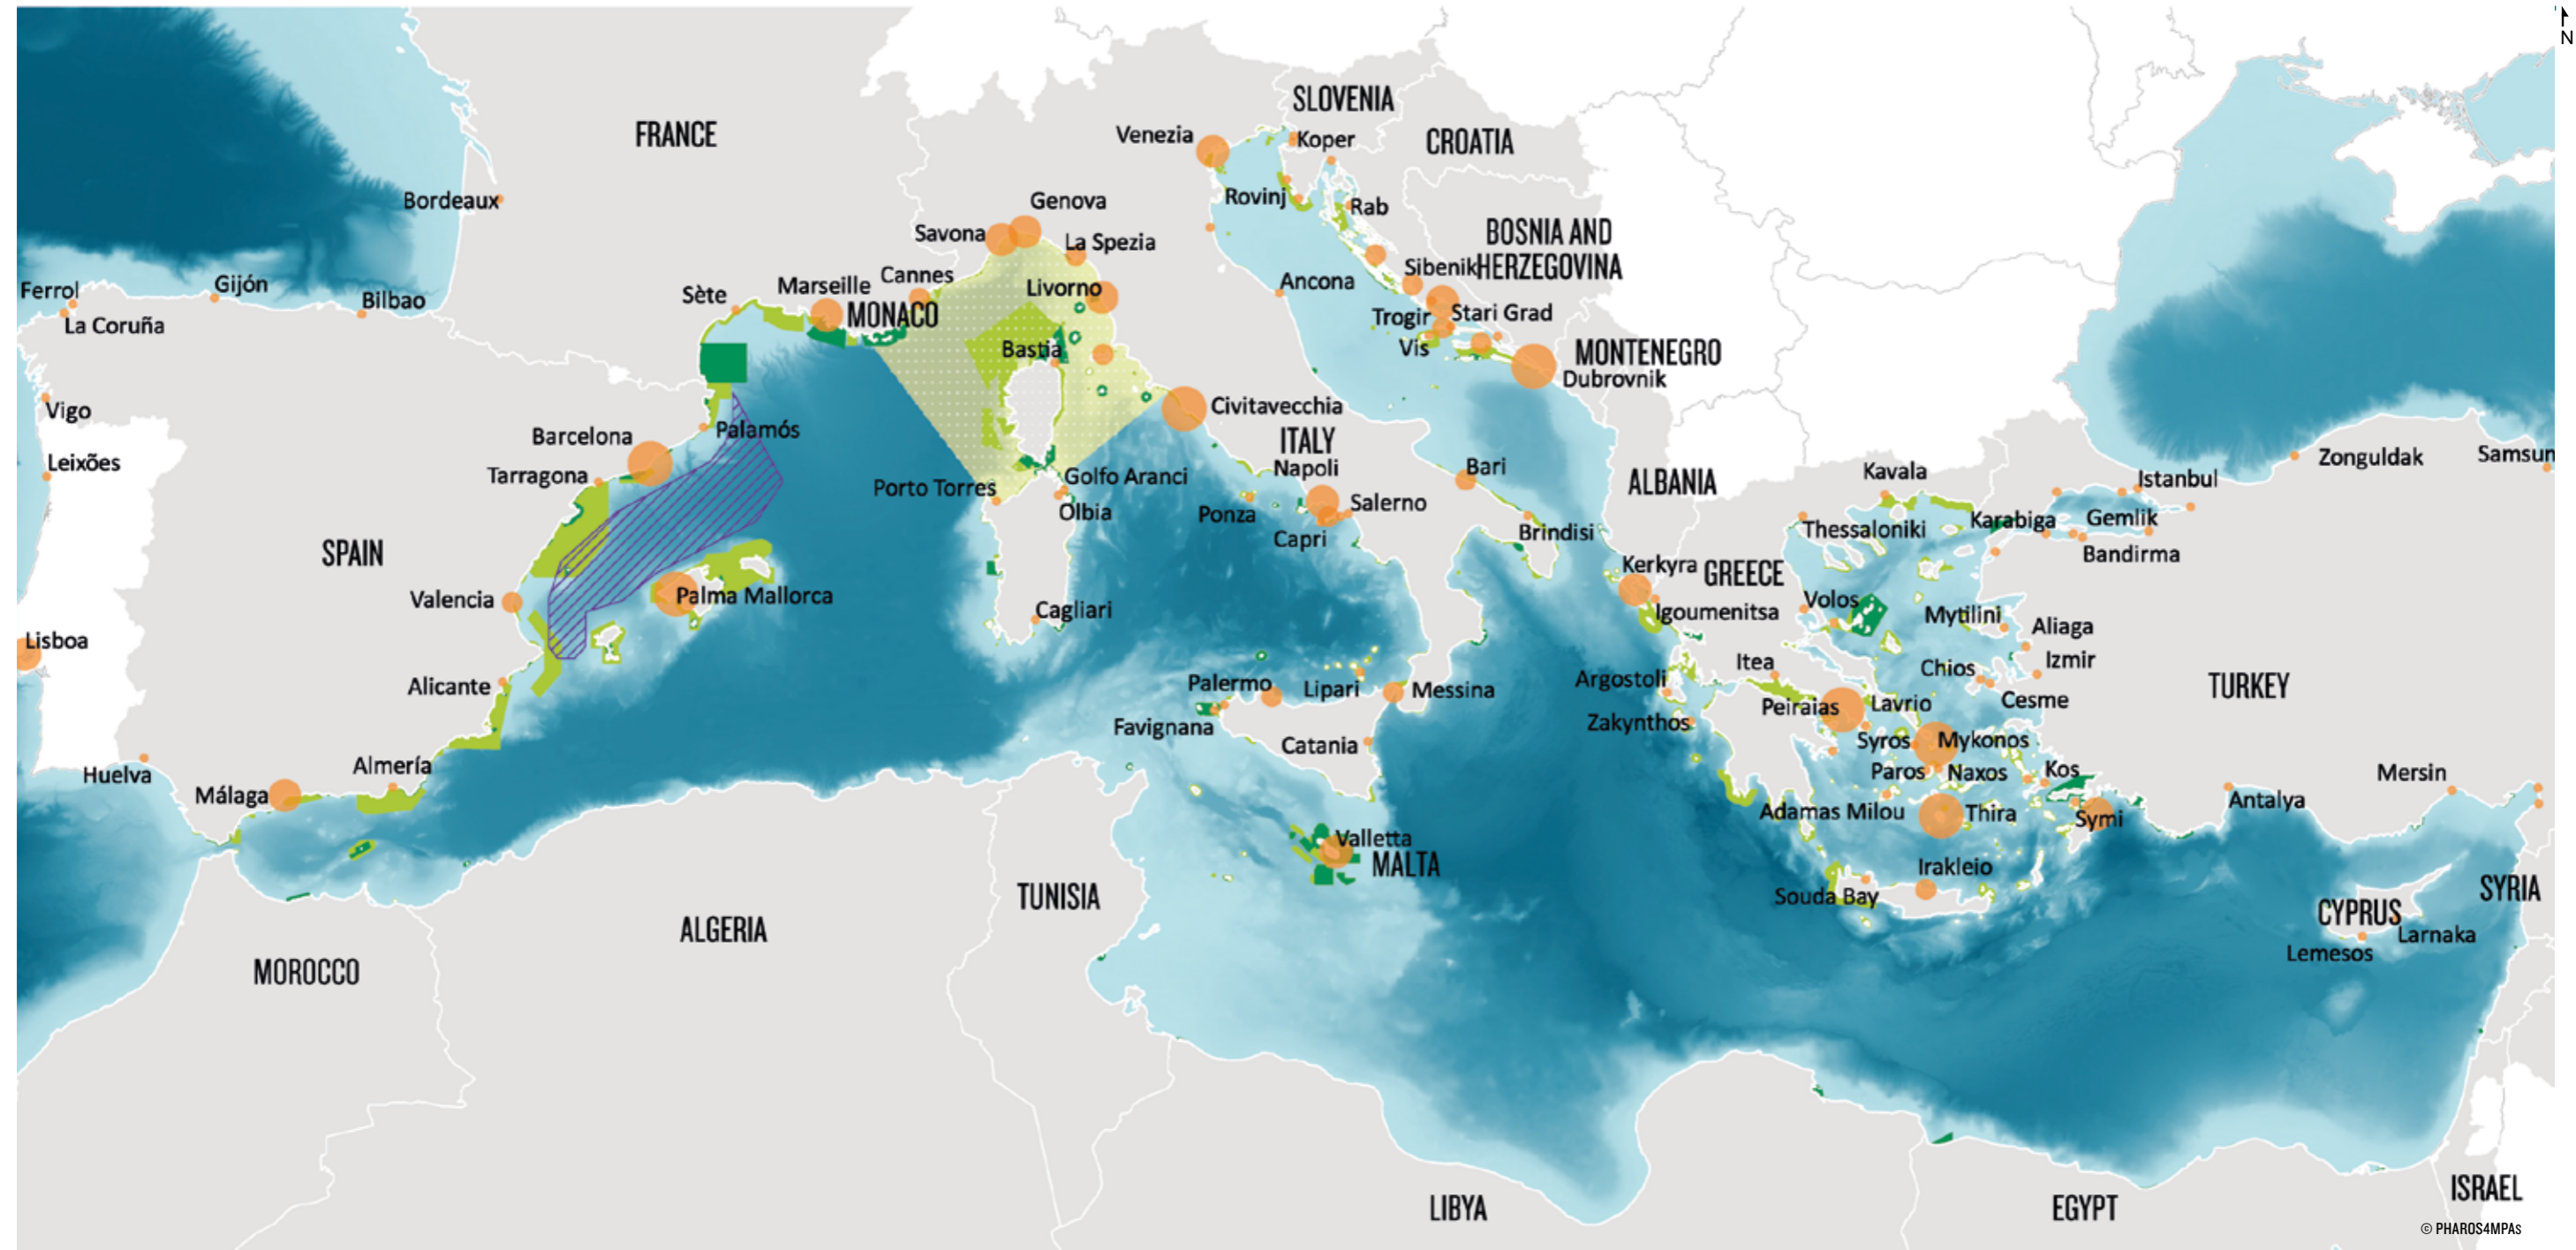 N
SLOVENIA
FRANCE
Venezia
Koper
CROATIA
Bordeaux
Genova
Rovinj
Rab
Savona
La Spezia
BOSNIA AND
HERZEGOVINA
Sibenik
Ferrol
Gijón
Bilbao
La Coruña
Sète
Marseille
Cannes
MONACO
Livorno
Ancona
Trogir
Stari Grad
Vis
Bastia
MONTENEGRO
Dubrovnik
Vigo
Barcelona
Palamós
Civitavecchia
ITALY
Leixões
Tarragona
Porto Torres
Golfo Aranci
Olbia
Napoli
Salerno
Ponza
Capri
Bari
Brindisi
ALBANIA
Kavala
Istanbul
Zonguldak
Samsun
Thessaloniki
Karabiga
Gemlik
Bandirma
SPAIN
Valencia
Palma Mallorca
Cagliari
Kerkyra
GREECE
Igoumenitsa
Volos
Mytilini
Aliaga
Lisboa
Izmir
Alicante
Palermo
Lipari
Messina
Argostoli
Itea
Chios
Cesme
TURKEY
Favignana
Catania
Zakynthos
Peiraias
Lavrio
Syros
Mykonos
Huelva
Almería
Málaga
Paros
Naxos
Kos
Mersin
Adamas Milou
Thira
Symi
Antalya
Valletta
MALTA
Irakleio
Souda Bay
TUNISIA
ALGERIA
MOROCCO
SYRIA
CYPRUS
Larnaka
Lemesos
LIBYA
EGYPT
ISRAEL
© PHAROS4MPAs